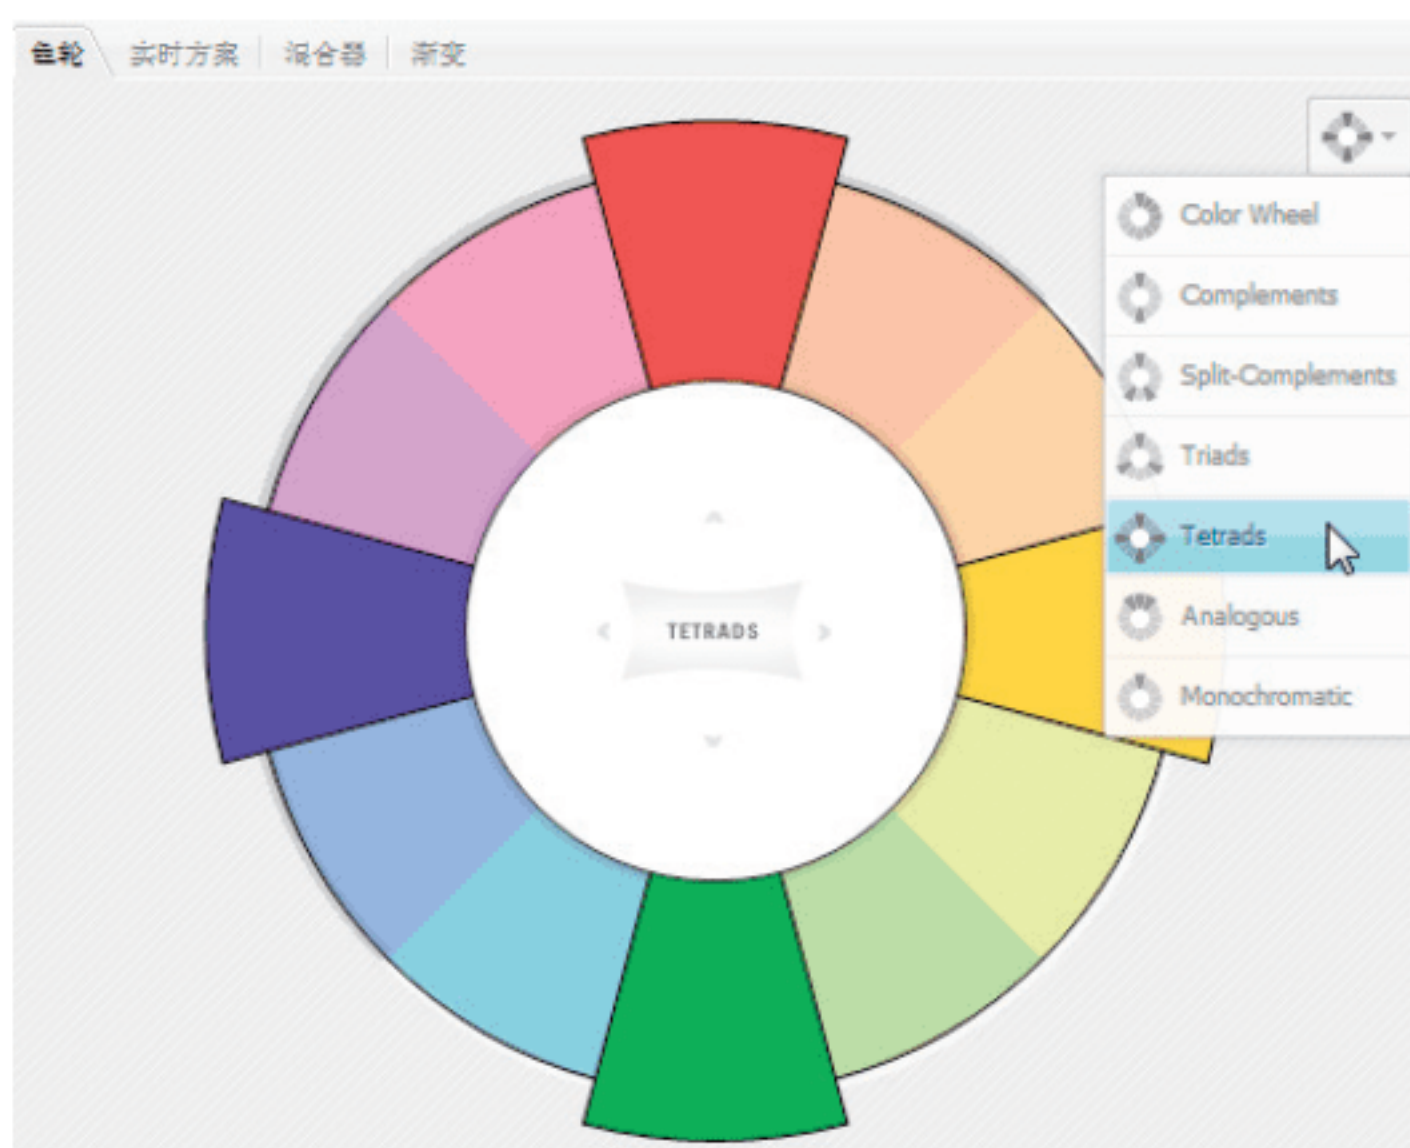 色轮 实时方案 混合器 渐变
Color Wheel
Complements
Split-Complements
Triads
Tetrads
Analogous
Monochromatic
TETRADS